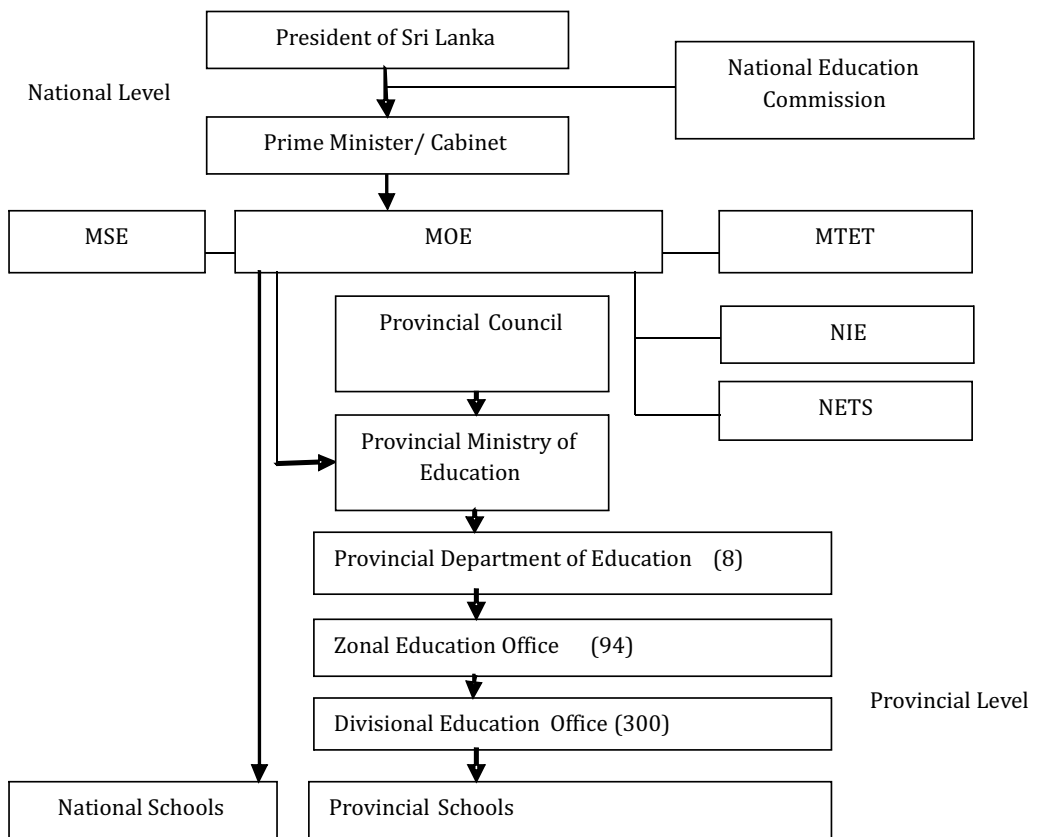 President of Sri Lanka
National Education
Commission
National Level
Prime Minister/ Cabinet
MSE
MOE
MTET
Provincial Council
NIE
NETS
Provincial Ministry of
Education
Provincial Department of Education (8)
Zonal Education Office (94)
Provincial Level
Divisional Education Office (300)
National Schools
Provincial Schools